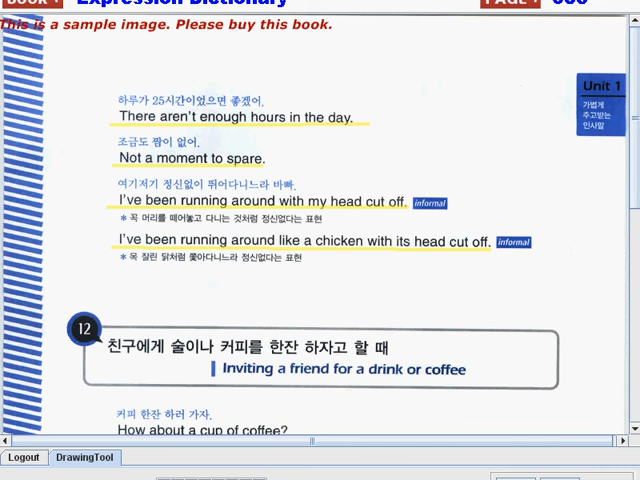 BOOK Expression Dictionary PAGE
This is a sample image. Please buy this book.
Unit 1
가볍게
주고받는
인사말
하루가 25시간이었으면 좋겠어.
There aren't enough hours in the day.
조금도 짬이 없어.
Not a moment to spare.
여기저기 정신없이 뛰어다니느라 바빠.
I've been running around with my head cut off. informal
* 꼭 머리를 떼어놓고 다니는 것처럼 정신없다는 표현
I've been running around like a chicken with its head cut off. informal
* 목 잘린 닭처럼 쫓아다니느라 정신없다는 표현
12
친구에게 술이나 커피를 한잔 하자고 할 때
Inviting a friend for a drink or coffee
커피 한잔 하러 가자.
How about a cup of coffee?
Logout DrawingTool